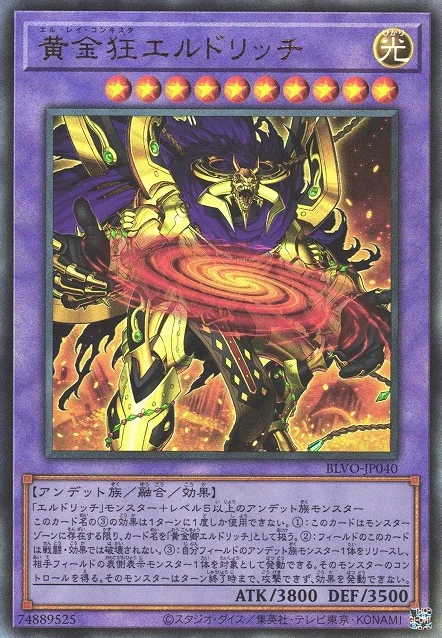 エル・レイ・コンキスタ
黄金狂エルドリッチ
ひかり
光
BLVO-JP040
【アンデット族／融合／効果】
「エルドリッチ」モンスター＋レベル５以上のアンデット族モンスター
このカード名の③の効果は１ターンに１度しか使用できない。①：このカードはモンスター
ゾーンに存在する限り、カード名を「黄金卿エルドリッチ」として扱う。②：フィールドのこのカード
は戦闘・効果では破壊されない。③：自分フィールドのアンデット族モンスター１体をリリースし、
相手フィールドの表側表示モンスター１体を対象として発動できる。そのモンスターのコン
トロールを得る。そのモンスターはターン終了時まで、攻撃できず、効果を発動できない。
ATK/3800 DEF/3500
74889525
©スタジオ・ダイス／集英社・テレビ東京・KONAMI